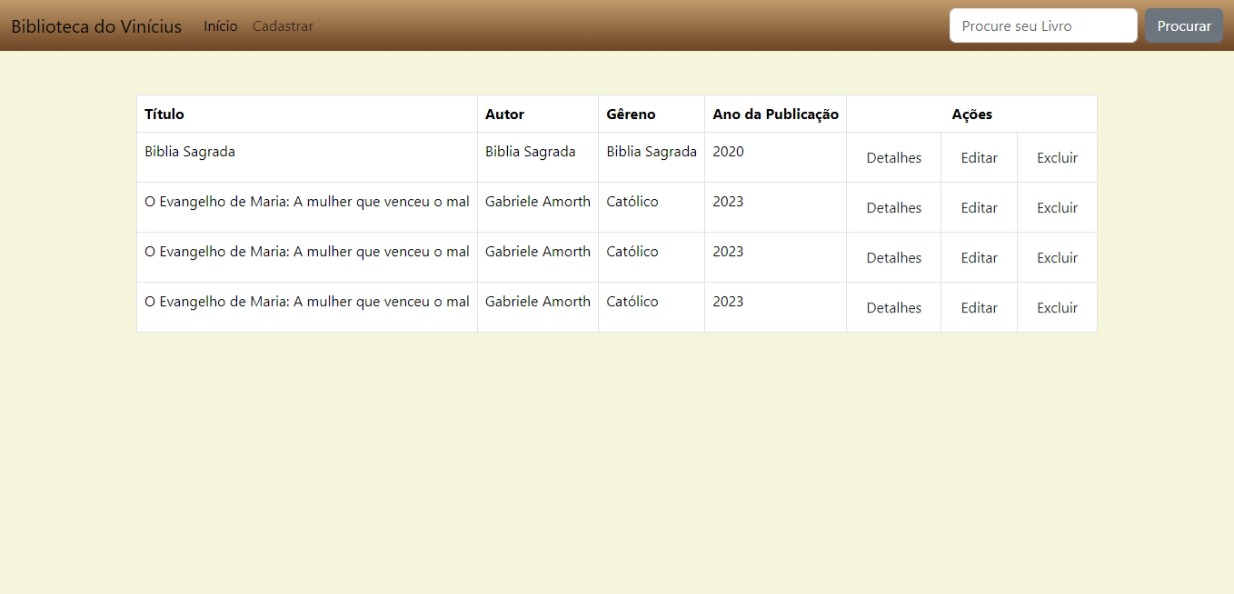 Biblioteca do Vinícius Início Cadastrar Procure seu Livro Procurar
Título Autor Gêreno Ano da Publicação Ações
Biblia Sagrada Biblia Sagrada Biblia Sagrada 2020 Detalhes Editar Excluir
O Evangelho de Maria: A mulher que venceu o mal Gabriele Amorth Católico 2023 Detalhes Editar Excluir
O Evangelho de Maria: A mulher que venceu o mal Gabriele Amorth Católico 2023 Detalhes Editar Excluir
O Evangelho de Maria: A mulher que venceu o mal Gabriele Amorth Católico 2023 Detalhes Editar Excluir